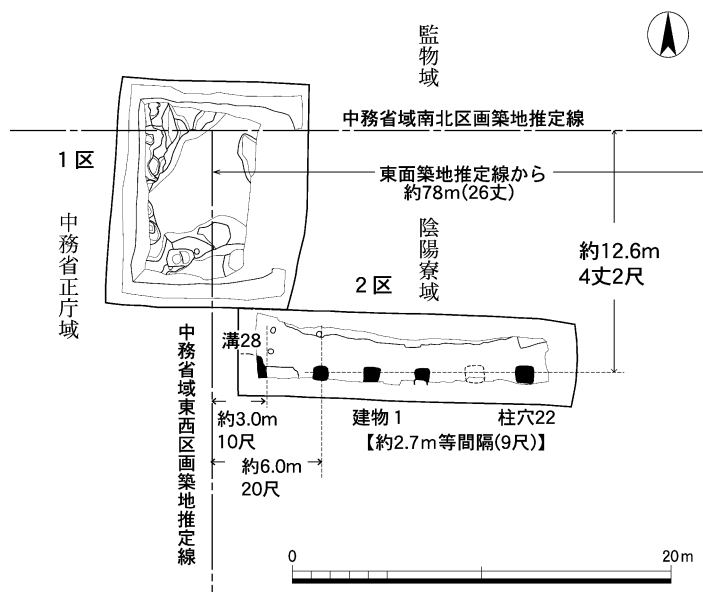 監物域
中務省域南北区画築地推定線
1区
東面築地推定線から
約78m(26丈)
中務省正庁域
陰陽寮域
約12.6m
4丈2尺
2区
溝28
中務省域東西区画築地推定線
約3.0m
10尺
建物1
柱穴22
【約2.7m等間隔(9尺)】
約6.0m
20尺
0
20m